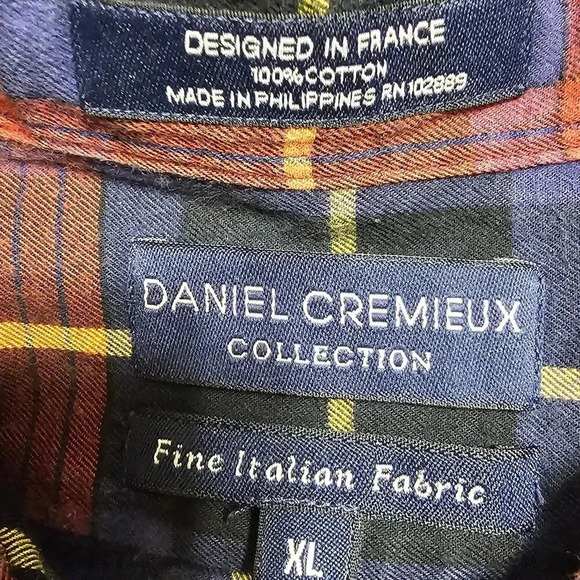 DESIGNED IN FRANCE
100% COTTON
MADE IN PHILIPPINES RN 102889
DANIEL CREMIEUX
COLLECTION
Fine Italian Fabric
XL